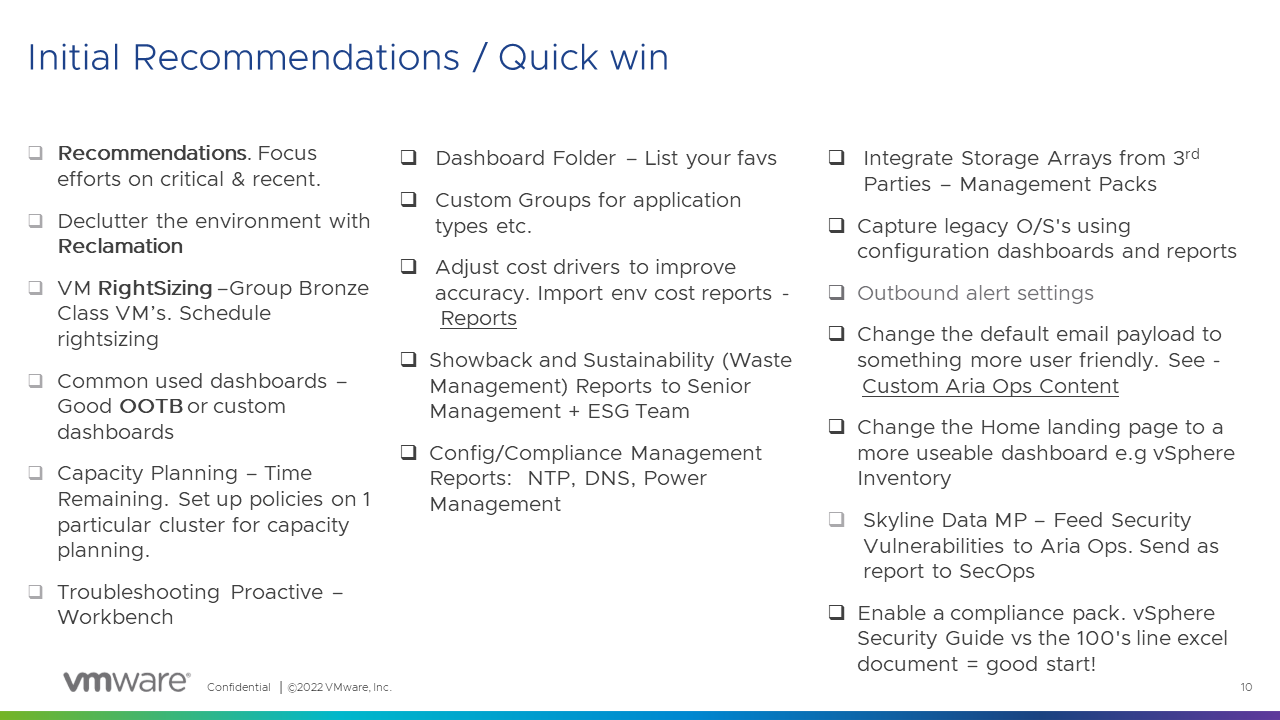 Initial Recommendations / Quick win
❑ Recommendations. Focus
efforts on critical & recent.
❑ Declutter the environment with
Reclamation
❑ VM RightSizing –Group Bronze
Class VM’s. Schedule
rightsizing
❑ Common used dashboards –
Good OOTB or custom
dashboards
❑ Capacity Planning – Time
Remaining. Set up policies on 1
particular cluster for capacity
planning.
❑ Troubleshooting Proactive –
Workbench
❑ Dashboard Folder – List your favs
❑ Custom Groups for application
types etc.
❑ Adjust cost drivers to improve
accuracy. Import env cost reports -
Reports
❑ Showback and Sustainability (Waste
Management) Reports to Senior
Management + ESG Team
❑ Config/Compliance Management
Reports: NTP, DNS, Power
Management
❑ Integrate Storage Arrays from 3rd
Parties – Management Packs
❑ Capture legacy O/S's using
configuration dashboards and reports
❑ Outbound alert settings
❑ Change the default email payload to
something more user friendly. See -
Custom Aria Ops Content
❑ Change the Home landing page to a
more useable dashboard e.g vSphere
Inventory
❑ Skyline Data MP – Feed Security
Vulnerabilities to Aria Ops. Send as
report to SecOps
❑ Enable a compliance pack. vSphere
Security Guide vs the 100's line excel
document = good start!
vmware® Confidential | ©2022 VMware, Inc. 10